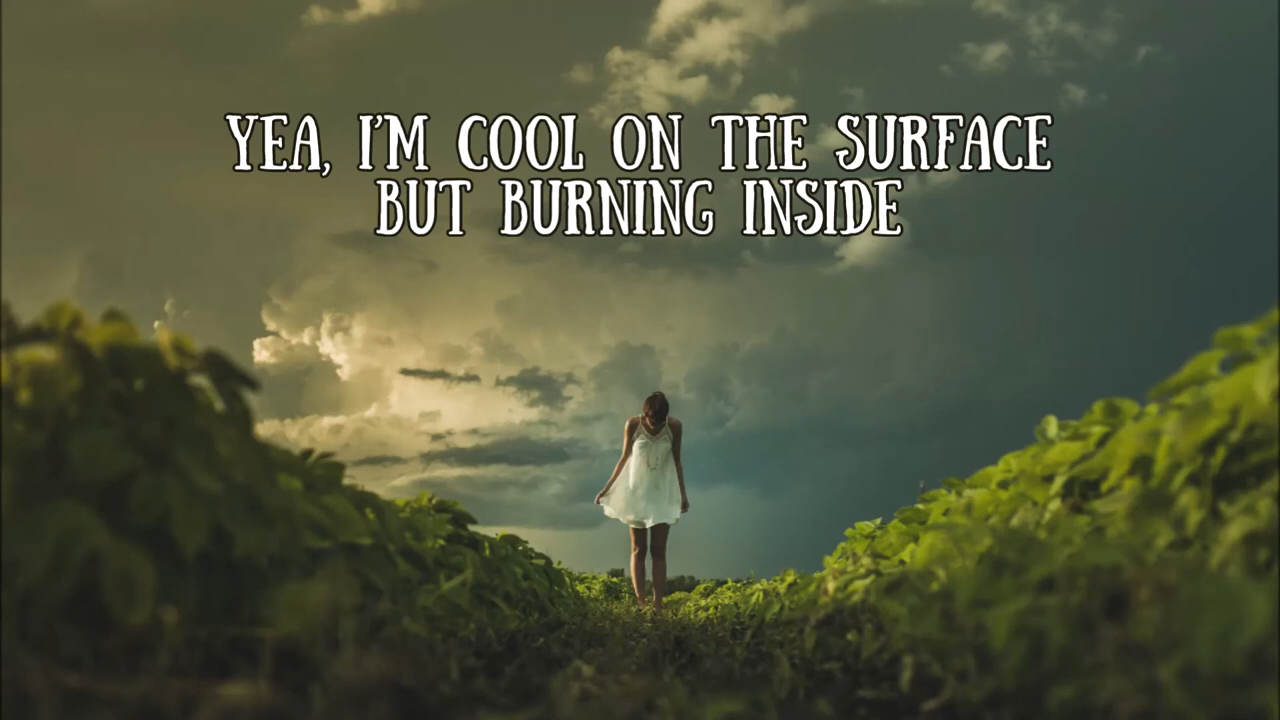 YEA, I'M COOL ON THE SURFACE
BUT BURNING INSIDE